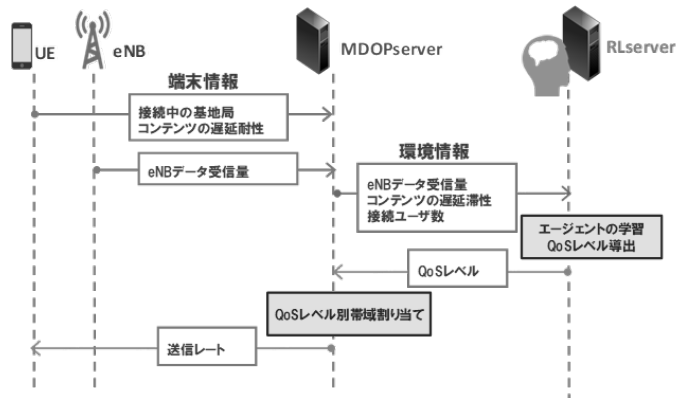 UE
eNB
MDOPserver
RLserver
端末情報
接続中の基地局
コンテンツの遅延耐性
eNBデータ受信量
環境情報
eNBデータ受信量
コンテンツの遅延滞性
接続ユーザ数
エージェントの学習
QoSレベル導出
QoSレベル
QoSレベル別帯域割り当て
送信レート